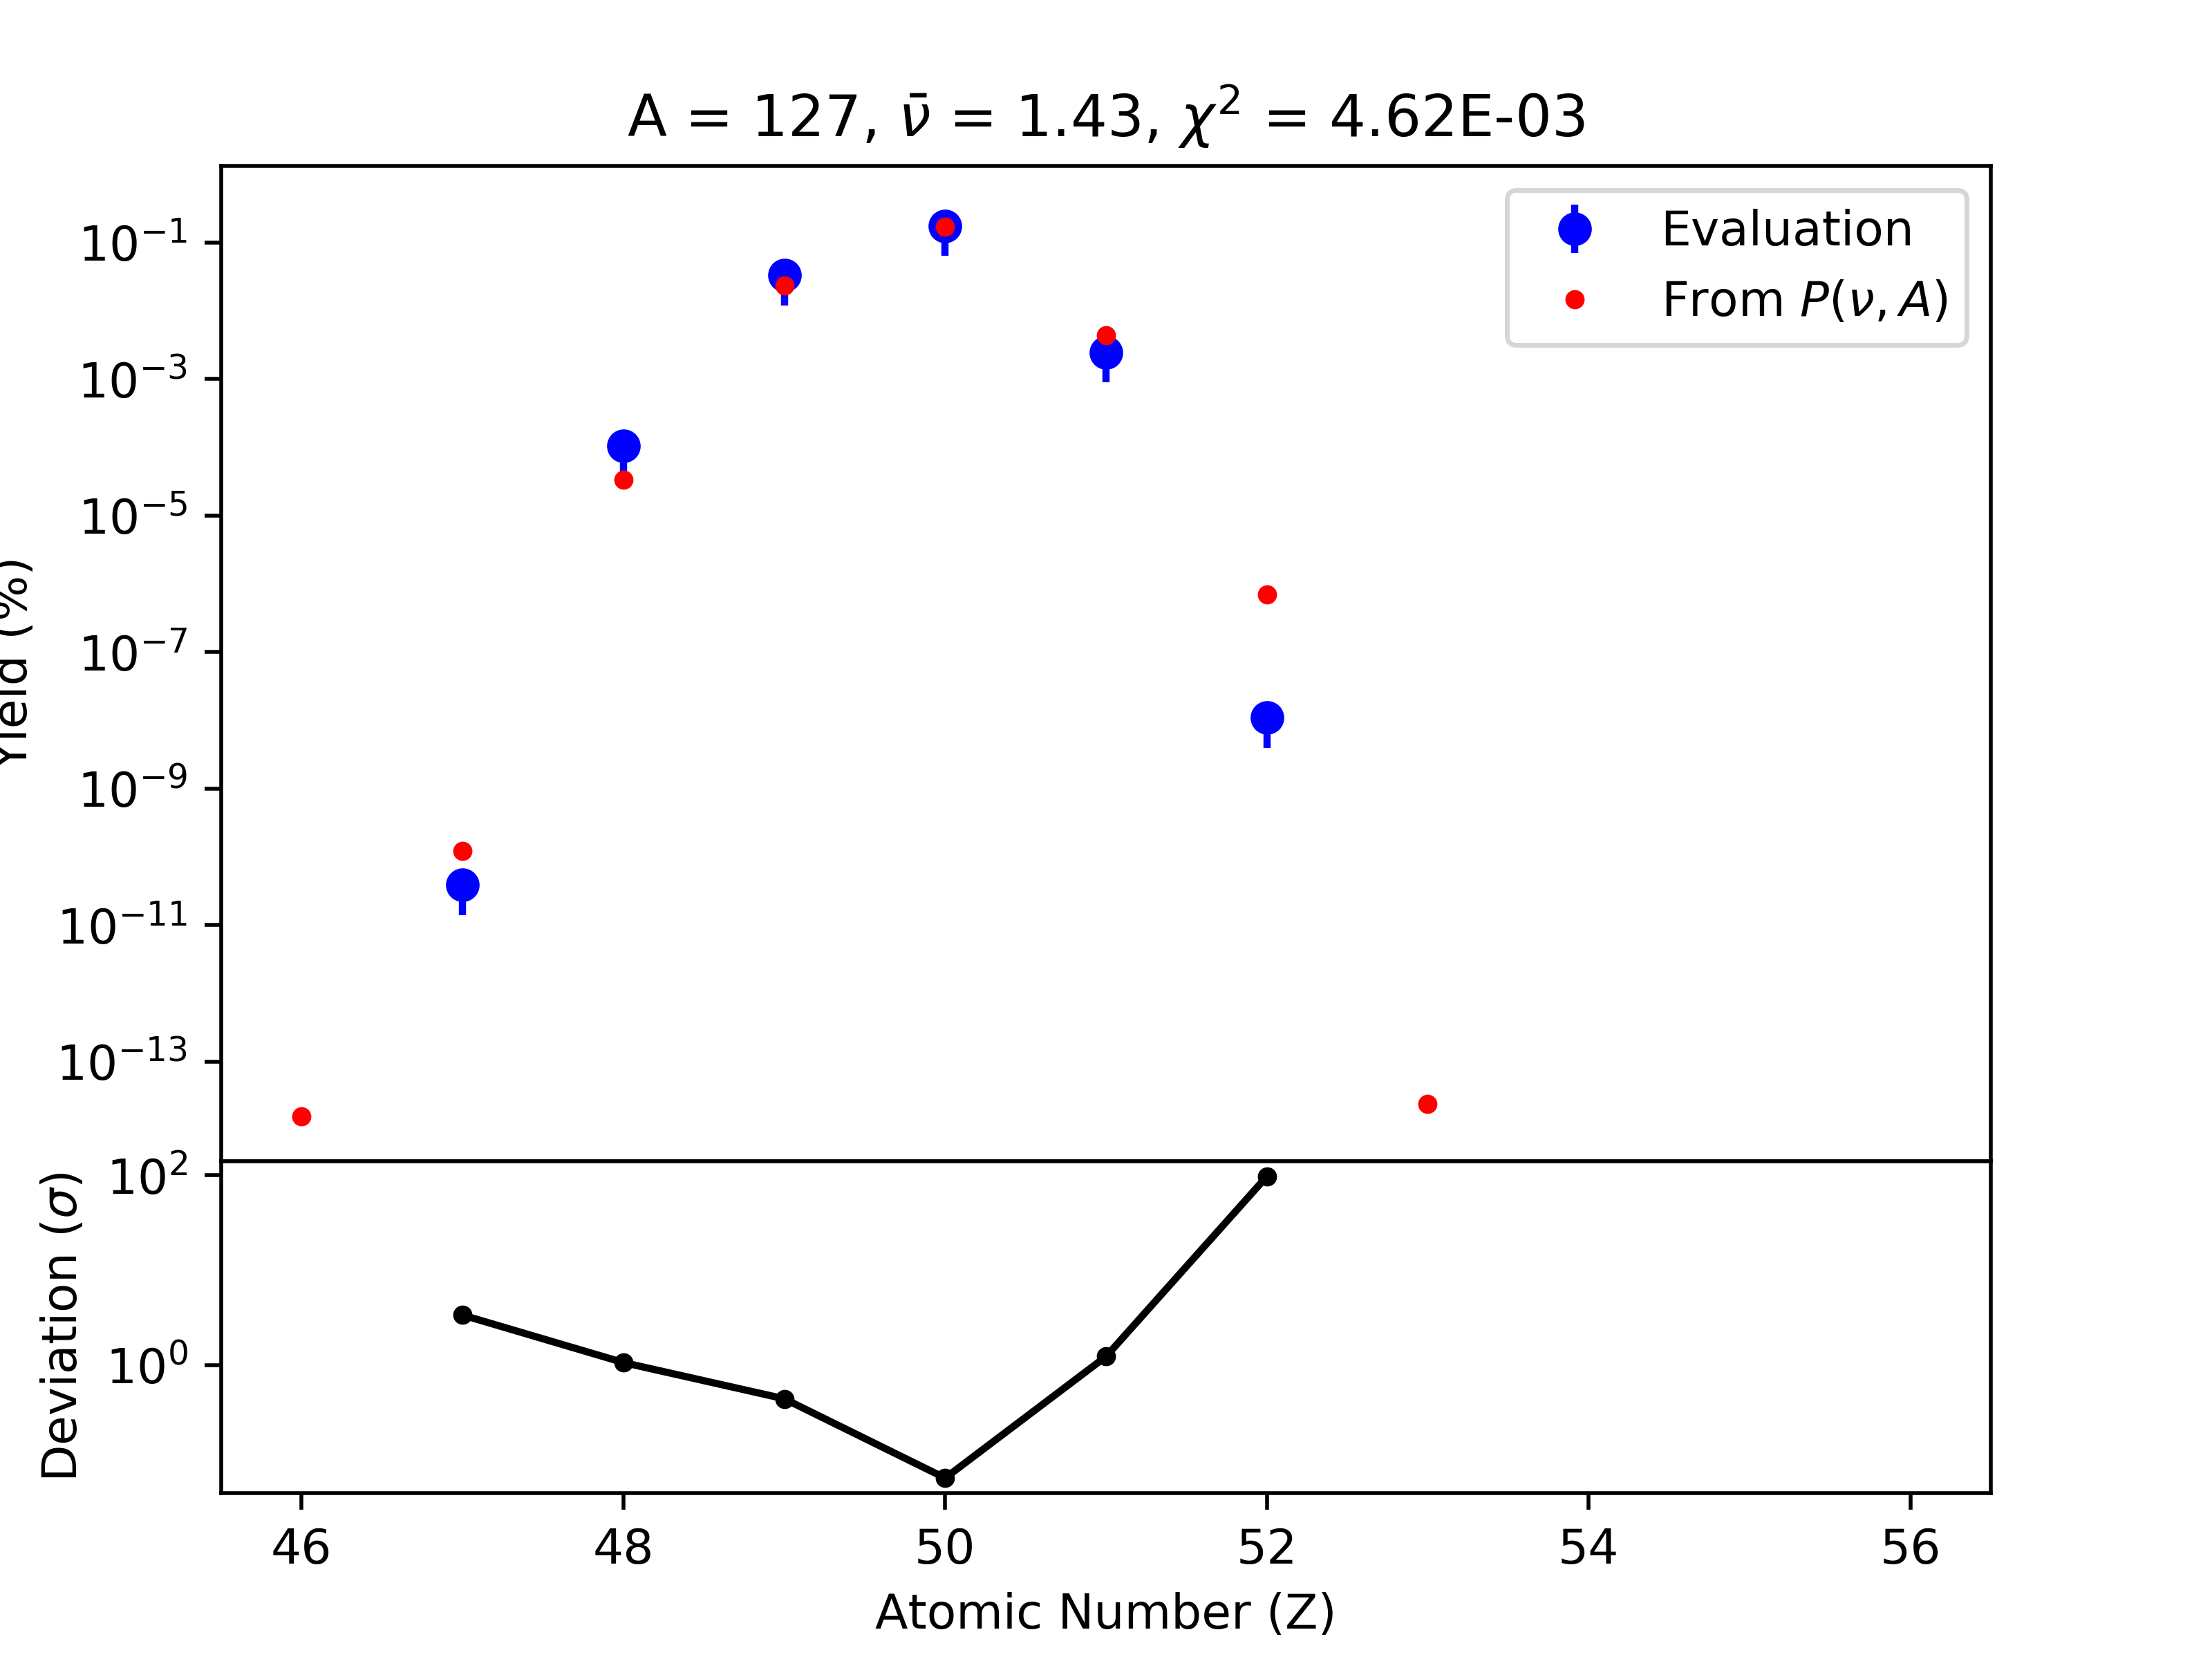 A = 127, ν̄ = 1.43, χ² = 4.62E-03
Evaluation
From P(ν, A)
10⁻¹
10⁻³
10⁻⁵
10⁻⁷
10⁻⁹
10⁻¹¹
10⁻¹³
Yield (%)
10²
10⁰
Deviation (σ)
46 48 50 52 54 56
Atomic Number (Z)